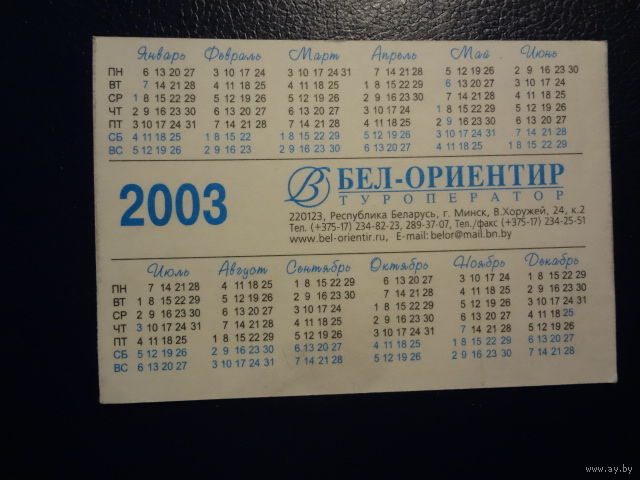 Январь Февраль Март Апрель Май Июнь
ПН 6 13 20 27 3 10 17 24 3 10 17 24 31 7 14 21 28 5 12 19 26 2 9 16 23 30
ВТ 7 14 21 28 4 11 18 25 4 11 18 25 1 8 15 22 29 6 13 20 27 3 10 17 24
СР 1 8 15 22 29 5 12 19 26 5 12 19 26 2 9 16 23 30 7 14 21 28 4 11 18 25
ЧТ 2 9 16 23 30 6 13 20 27 6 13 20 27 3 10 17 24 1 8 15 22 29 5 12 19 26
ПТ 3 10 17 24 31 7 14 21 28 7 14 21 28 4 11 18 25 2 9 16 23 30 6 13 20 27
СБ 4 11 18 25 1 8 15 22 1 8 15 22 29 5 12 19 26 3 10 17 24 31 7 14 21 28
ВС 5 12 19 26 2 9 16 23 2 9 16 23 30 6 13 20 27 4 11 18 25 1 8 15 22 29
2003
БЕЛ-ОРИЕНТИР
ТУРОПЕРАТОР
220123, Республика Беларусь, г. Минск, В.Хоружей, 24, к.2
Тел. (+375-17) 234-82-23, 289-37-07, Тел./факс (+375-17) 234-25-51
www.bel-orientir.ru, E-mail: belor@mail.bn.by
Июль Август Сентябрь Октябрь Ноябрь Декабрь
ПН 7 14 21 28 4 11 18 25 1 8 15 22 29 6 13 20 27 3 10 17 24 1 8 15 22 29
ВТ 1 8 15 22 29 5 12 19 26 2 9 16 23 30 7 14 21 28 4 11 18 25 2 9 16 23 30
СР 2 9 16 23 30 6 13 20 27 3 10 17 24 1 8 15 22 29 5 12 19 26 3 10 17 24 31
ЧТ 3 10 17 24 31 7 14 21 28 4 11 18 25 2 9 16 23 30 6 13 20 27 4 11 18 25
ПТ 4 11 18 25 1 8 15 22 29 5 12 19 26 3 10 17 24 31 7 14 21 28 5 12 19 26
СБ 5 12 19 26 2 9 16 23 30 6 13 20 27 4 11 18 25 1 8 15 22 29 6 13 20 27
ВС 6 13 20 27 3 10 17 24 31 7 14 21 28 5 12 19 26 2 9 16 23 30 7 14 21 28
www.ay.by